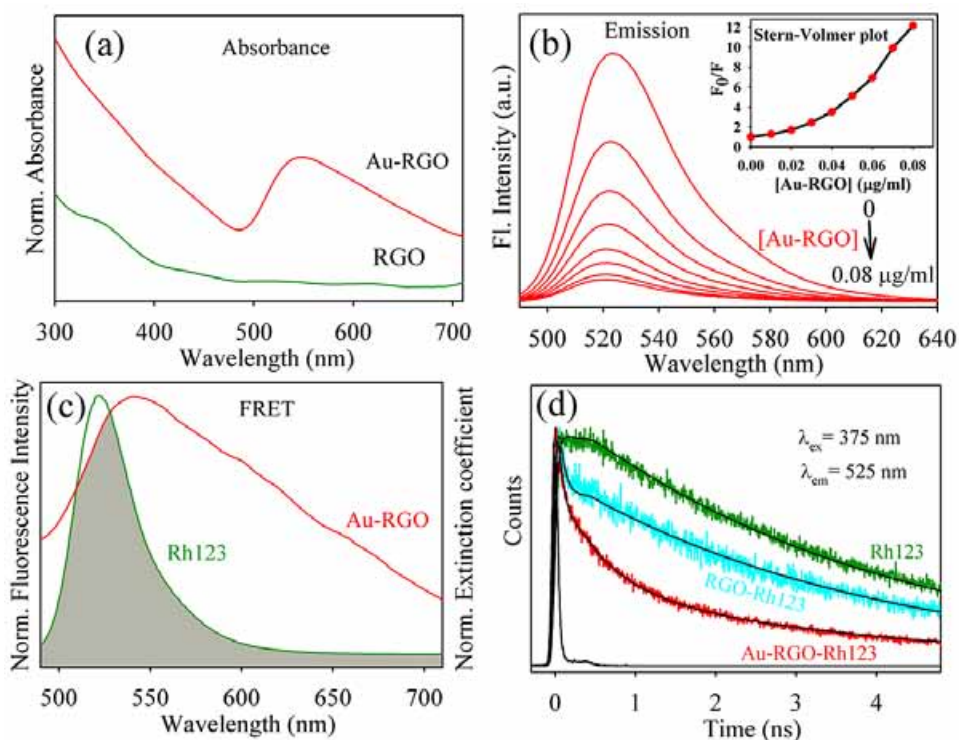 (a)
Absorbance
Norm. Absorbance
Au-RGO
RGO
300 400 500 600 700
Wavelength (nm)
(b)
Emission
Fl. Intensity (a.u.)
Stern-Volmer plot
F₀/F
12
10
8
6
4
2
0
0.00 0.02 0.04 0.06 0.08
[Au-RGO] (µg/ml)
0
[Au-RGO]
0.08 µg/ml
500 520 540 560 580 600 620 640
Wavelength (nm)
(c)
FRET
Norm. Fluorescence Intensity
Norm. Extinction coefficient
Au-RGO
Rh123
500 550 600 650 700
Wavelength (nm)
(d)
λex= 375 nm
λem= 525 nm
Counts
Rh123
RGO-Rh123
Au-RGO-Rh123
0 1 2 3 4
Time (ns)